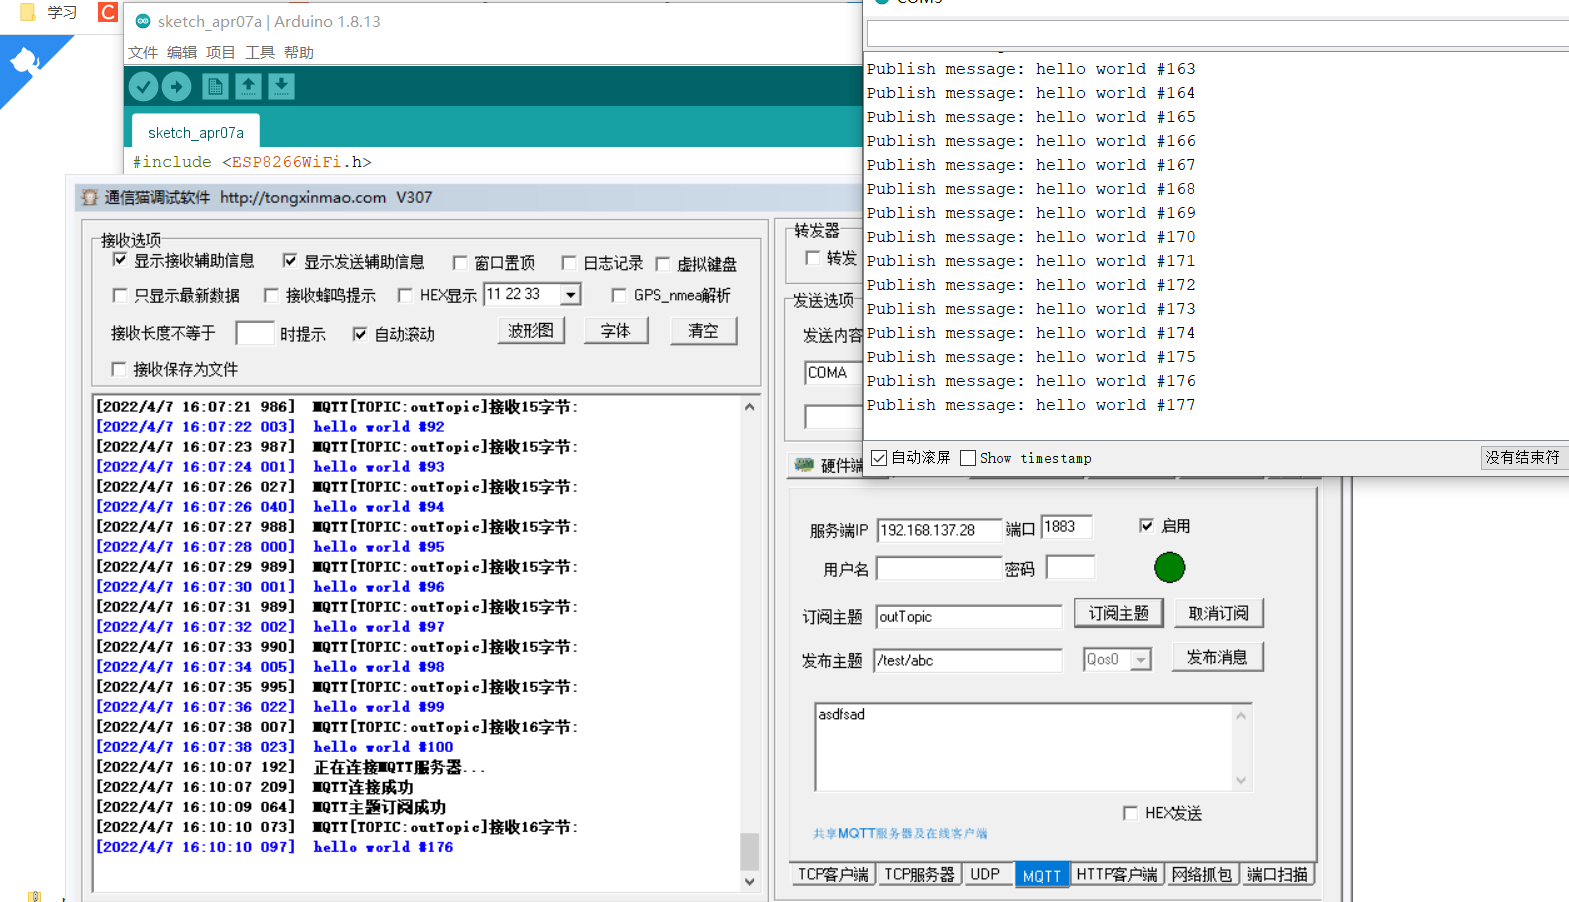 学习
sketch_apr07a | Arduino 1.8.13
文件 编辑 项目 工具 帮助
sketch_apr07a
#include <ESP8266WiFi.h>
Publish message: hello world #163
Publish message: hello world #164
Publish message: hello world #165
Publish message: hello world #166
Publish message: hello world #167
Publish message: hello world #168
Publish message: hello world #169
Publish message: hello world #170
Publish message: hello world #171
Publish message: hello world #172
Publish message: hello world #173
Publish message: hello world #174
Publish message: hello world #175
Publish message: hello world #176
Publish message: hello world #177
自动滚屏 Show timestamp
没有结束符
通信猫调试软件 http://tongxinmao.com V307
接收选项
显示接收辅助信息 显示发送辅助信息 窗口置顶 日志记录 虚拟键盘
只显示最新数据 接收蜂鸣提示 HEX显示 11 22 33 GPS_nmea解析
接收长度不等于 时提示 自动滚动 波形图 字体 清空
接收保存为文件
[2022/4/7 16:07:21 986] MQTT[TOPIC:outTopic]接收15字节:
[2022/4/7 16:07:22 003] hello world #92
[2022/4/7 16:07:23 987] MQTT[TOPIC:outTopic]接收15字节:
[2022/4/7 16:07:24 001] hello world #93
[2022/4/7 16:07:26 027] MQTT[TOPIC:outTopic]接收15字节:
[2022/4/7 16:07:26 040] hello world #94
[2022/4/7 16:07:27 988] MQTT[TOPIC:outTopic]接收15字节:
[2022/4/7 16:07:28 000] hello world #95
[2022/4/7 16:07:29 989] MQTT[TOPIC:outTopic]接收15字节:
[2022/4/7 16:07:30 001] hello world #96
[2022/4/7 16:07:31 989] MQTT[TOPIC:outTopic]接收15字节:
[2022/4/7 16:07:32 002] hello world #97
[2022/4/7 16:07:33 990] MQTT[TOPIC:outTopic]接收15字节:
[2022/4/7 16:07:34 005] hello world #98
[2022/4/7 16:07:35 995] MQTT[TOPIC:outTopic]接收15字节:
[2022/4/7 16:07:36 022] hello world #99
[2022/4/7 16:07:38 007] MQTT[TOPIC:outTopic]接收16字节:
[2022/4/7 16:07:38 023] hello world #100
[2022/4/7 16:10:07 192] 正在连接MQTT服务器...
[2022/4/7 16:10:07 209] MQTT连接成功
[2022/4/7 16:10:09 064] MQTT主题订阅成功
[2022/4/7 16:10:10 073] MQTT[TOPIC:outTopic]接收16字节:
[2022/4/7 16:10:10 097] hello world #176
转发器
转发
发送选项
发送内容
COMA
硬件端
服务端IP 192.168.137.28 端口 1883 启用
用户名 密码
订阅主题 outTopic 订阅主题 取消订阅
发布主题 /test/abc Qos0 发布消息
asdfsad
HEX发送
共享MQTT服务器及在线客户端
TCP客户端 TCP服务器 UDP MQTT HTTP客户端 网络抓包 端口扫描